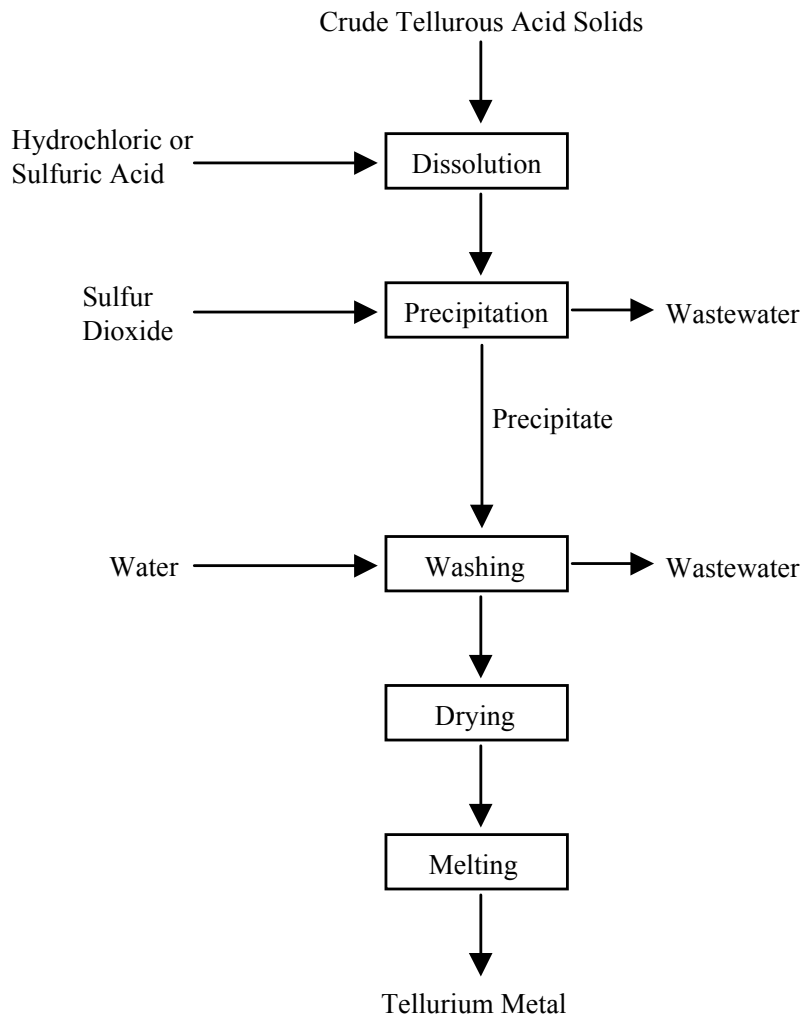 Crude Tellurous Acid Solids
Hydrochloric or
Sulfuric Acid
Dissolution
Sulfur
Dioxide
Precipitation
Wastewater
Precipitate
Water
Washing
Wastewater
Drying
Melting
Tellurium Metal